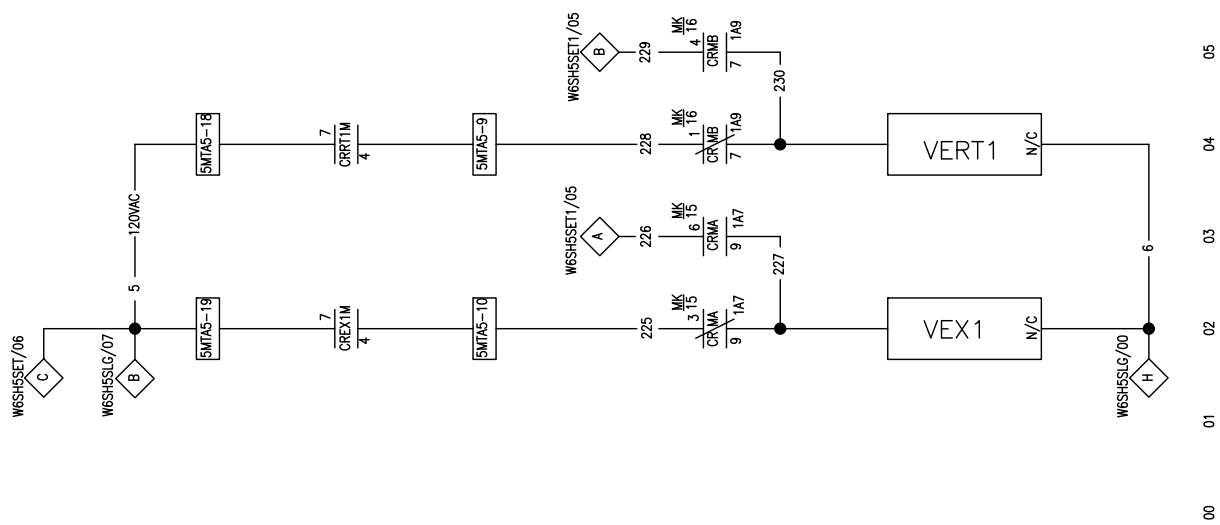 W6SH5SET/06
C
W6SH5SLG/07
B
5
120VAC
5MTA5-19
5MTA5-18
7
CREX1M
4
7
CRRT1M
4
5MTA5-10
5MTA5-9
W6SH5SET1/05
A
W6SH5SET1/05
B
225
226
228
229
MK
3 15
CRMA
9 1A7
MK
6 15
CRMA
9 1A7
MK
1 16
CRMB
7 1A9
MK
4 16
CRMB
7 1A9
227
230
VEX1
N/C
VERT1
N/C
W6SH5SLG/00
H
6
00
01
02
03
04
05